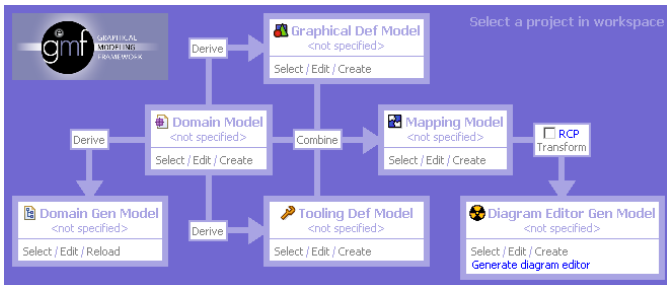 Select a project in workspace
gmf
GRAPHICAL
MODELING
FRAMEWORK
Derive
Graphical Def Model
<not specified>
Select / Edit / Create
Domain Model
<not specified>
Select / Edit / Create
Combine
Mapping Model
<not specified>
Select / Edit / Create
Derive
RCP
Transform
Domain Gen Model
<not specified>
Select / Edit / Reload
Derive
Tooling Def Model
<not specified>
Select / Edit / Create
Diagram Editor Gen Model
<not specified>
Select / Edit / Create
Generate diagram editor